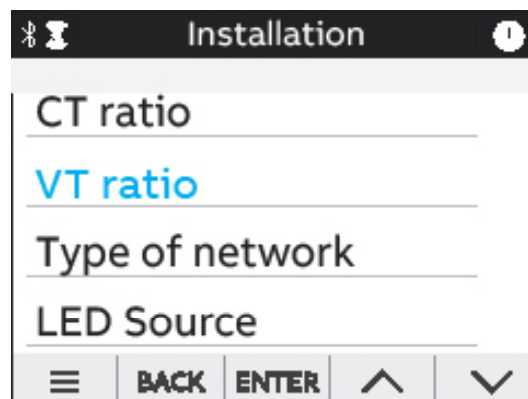 Installation
CT ratio
VT ratio
Type of network
LED Source
BACK ENTER